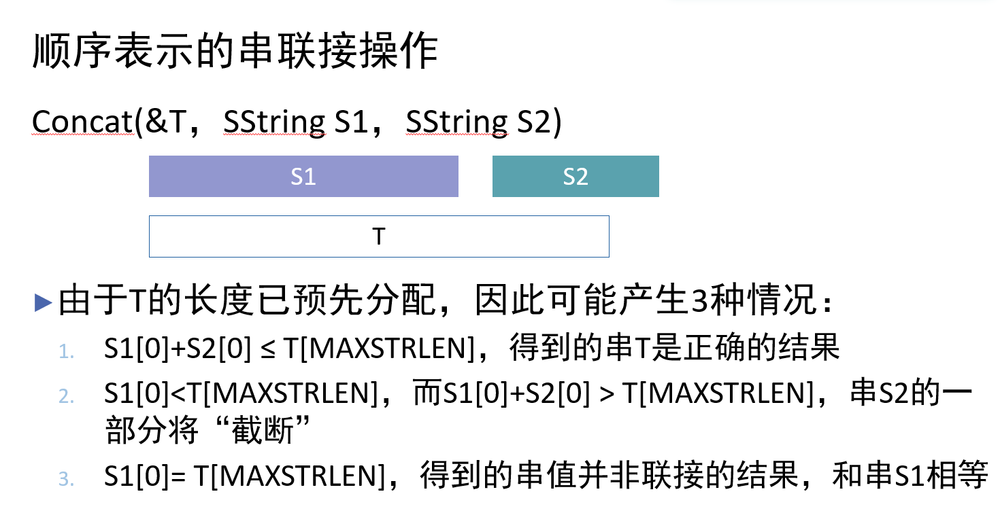 顺序表示的串联接操作
Concat(&T，SString S1，SString S2)
S1 S2
T
►由于T的长度已预先分配，因此可能产生3种情况：
1. S1[0]+S2[0] ≤ T[MAXSTRLEN]，得到的串T是正确的结果
2. S1[0]<T[MAXSTRLEN]，而S1[0]+S2[0] > T[MAXSTRLEN]，串S2的一
部分将“截断”
3. S1[0]= T[MAXSTRLEN]，得到的串值并非联接的结果，和串S1相等